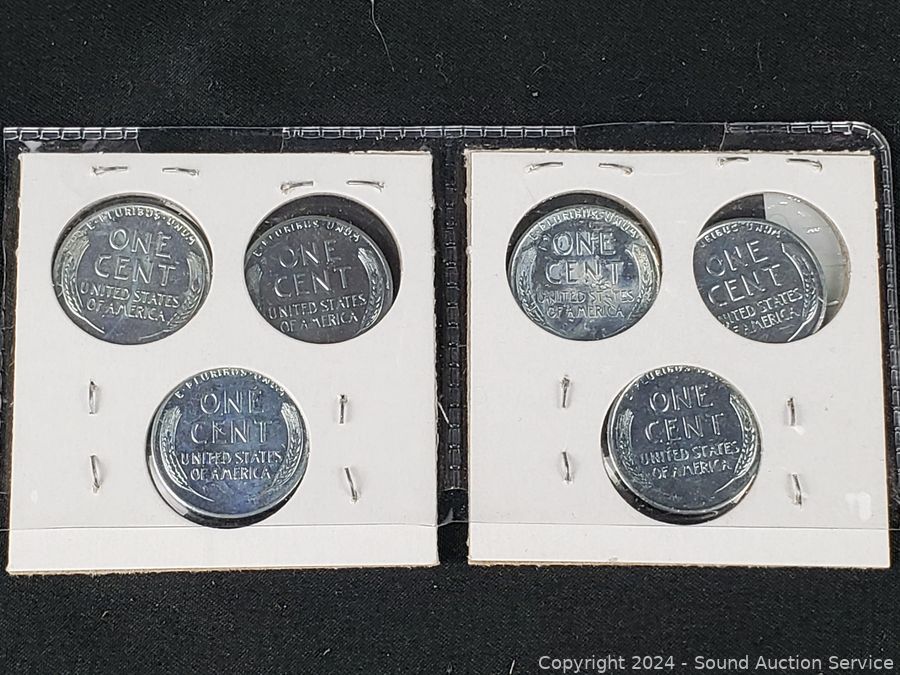 E·PLURIBUS·UNUM
ONE
CENT
UNITED STATES
OF AMERICA
E·PLURIBUS·UNUM
ONE
CENT
UNITED STATES
OF AMERICA
E·PLURIBUS·UNUM
ONE
CENT
UNITED STATES
OF AMERICA
E·PLURIBUS·UNUM
ONE
CENT
UNITED STATES
OF AMERICA
URIBUS·UNUM
ONE
CENT
UNITED STATES
OF AMERICA
E·PLURIBUS·UNUM
ONE
CENT
UNITED STATES
OF AMERICA
Copyright © 2024 - Sound Auction Service